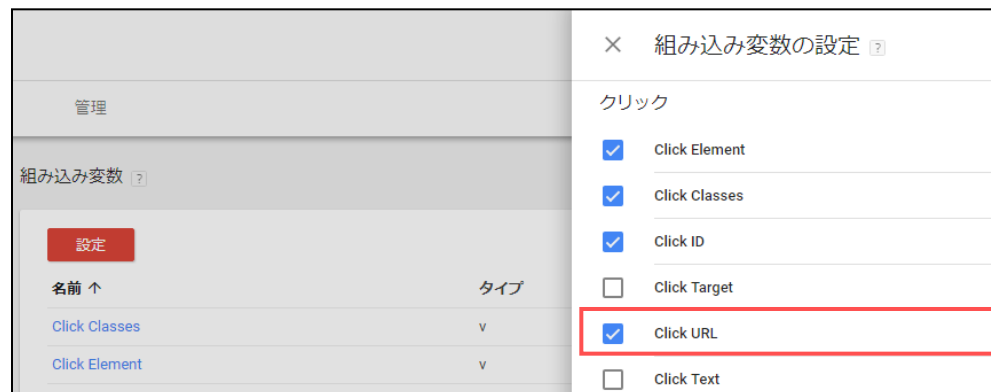 管理
組み込み変数 ?
設定
名前 ↑
タイプ
Click Classes
v
Click Element
v
× 組み込み変数の設定 ?
クリック
Click Element
Click Classes
Click ID
Click Target
Click URL
Click Text